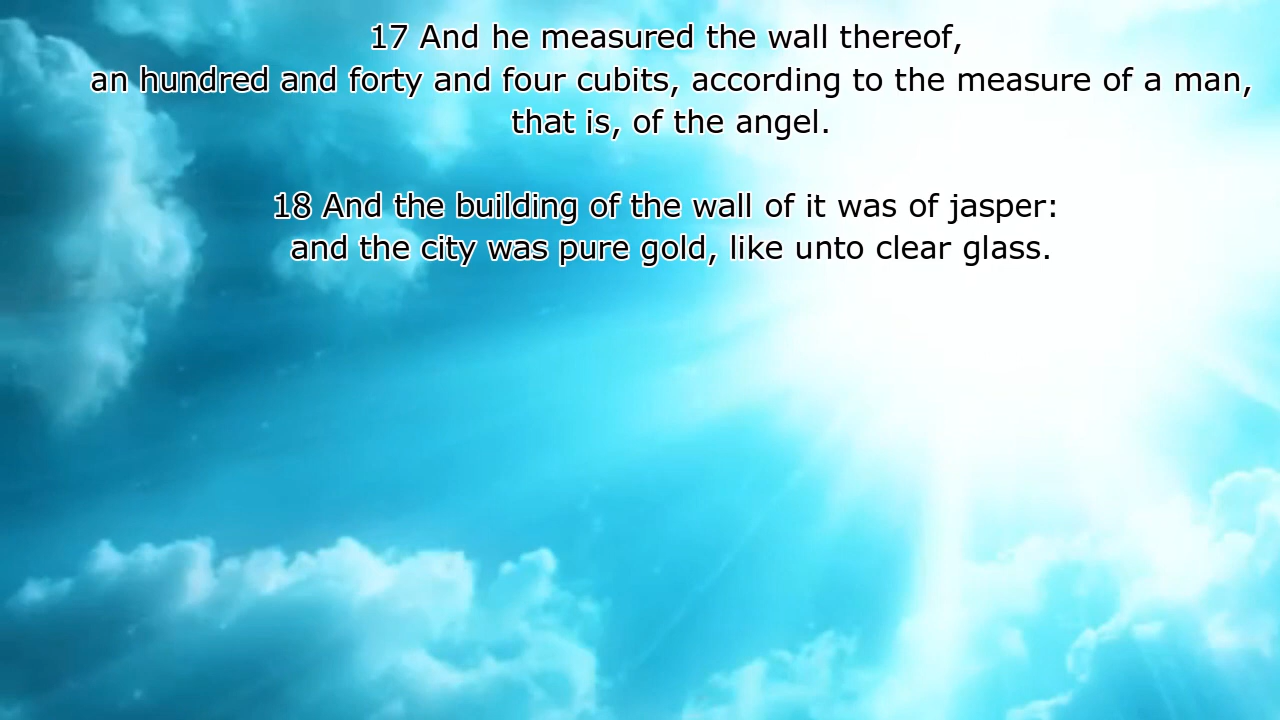 17 And he measured the wall thereof,
an hundred and forty and four cubits, according to the measure of a man,
that is, of the angel.
18 And the building of the wall of it was of jasper:
and the city was pure gold, like unto clear glass.